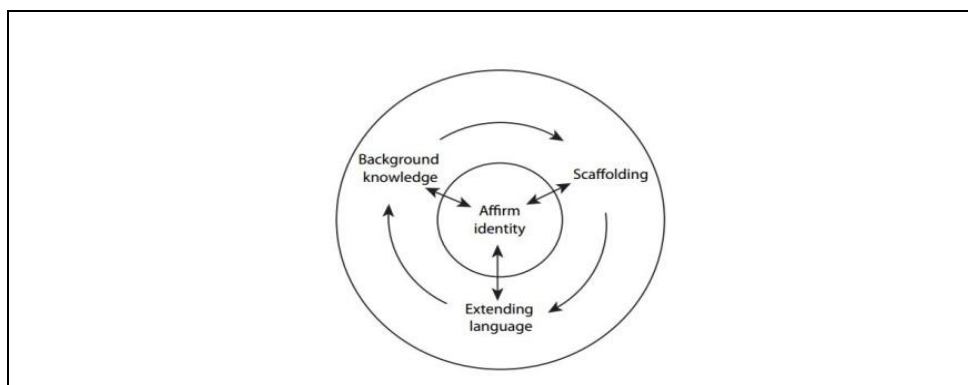 Background
knowledge
Scaffolding
Affirm
identity
Extending
language